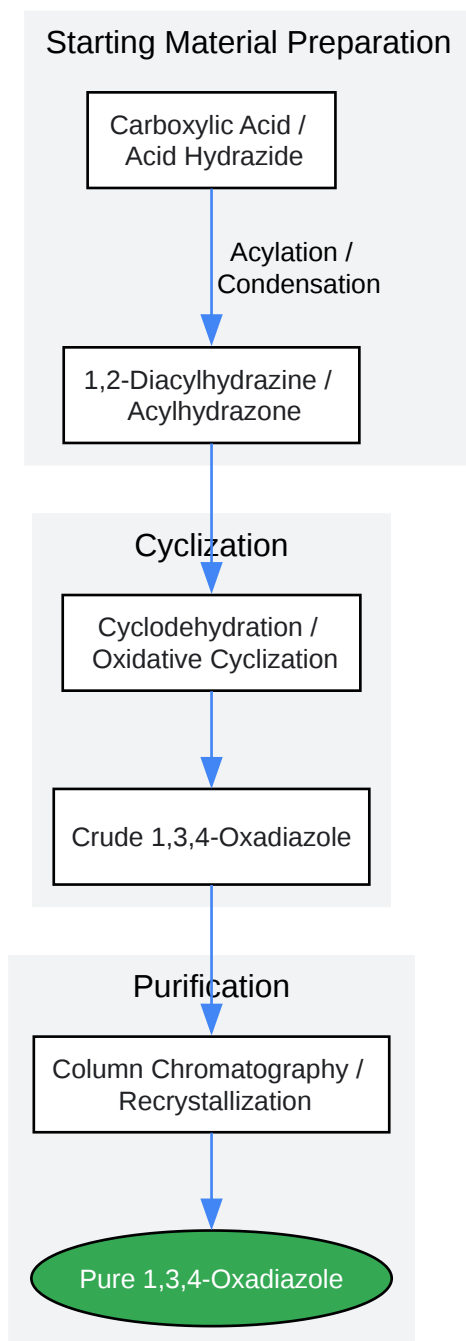 Starting Material Preparation
Carboxylic Acid /
Acid Hydrazide
Acylation /
Condensation
1,2-Diacylhydrazine /
Acylhydrazone
Cyclization
Cyclodehydration /
Oxidative Cyclization
Crude 1,3,4-Oxadiazole
Purification
Column Chromatography /
Recrystallization
Pure 1,3,4-Oxadiazole